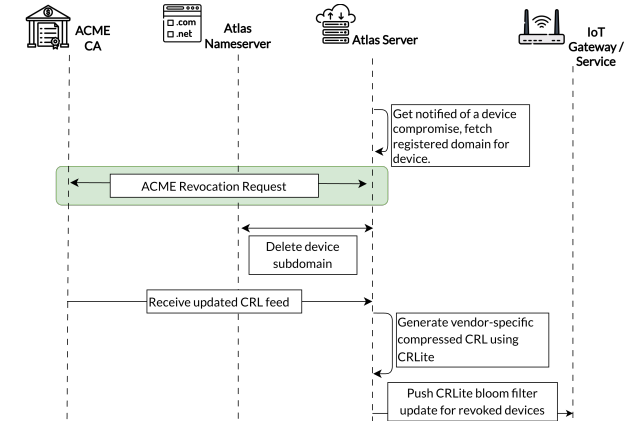 ACME
CA
.com
.net
Atlas
Nameserver
Atlas Server
IoT
Gateway /
Service
Get notified of a device
compromise, fetch
registered domain for
device.
ACME Revocation Request
Delete device
subdomain
Receive updated CRL feed
Generate vendor-specific
compressed CRL using
CRLite
Push CRLite bloom filter
update for revoked devices